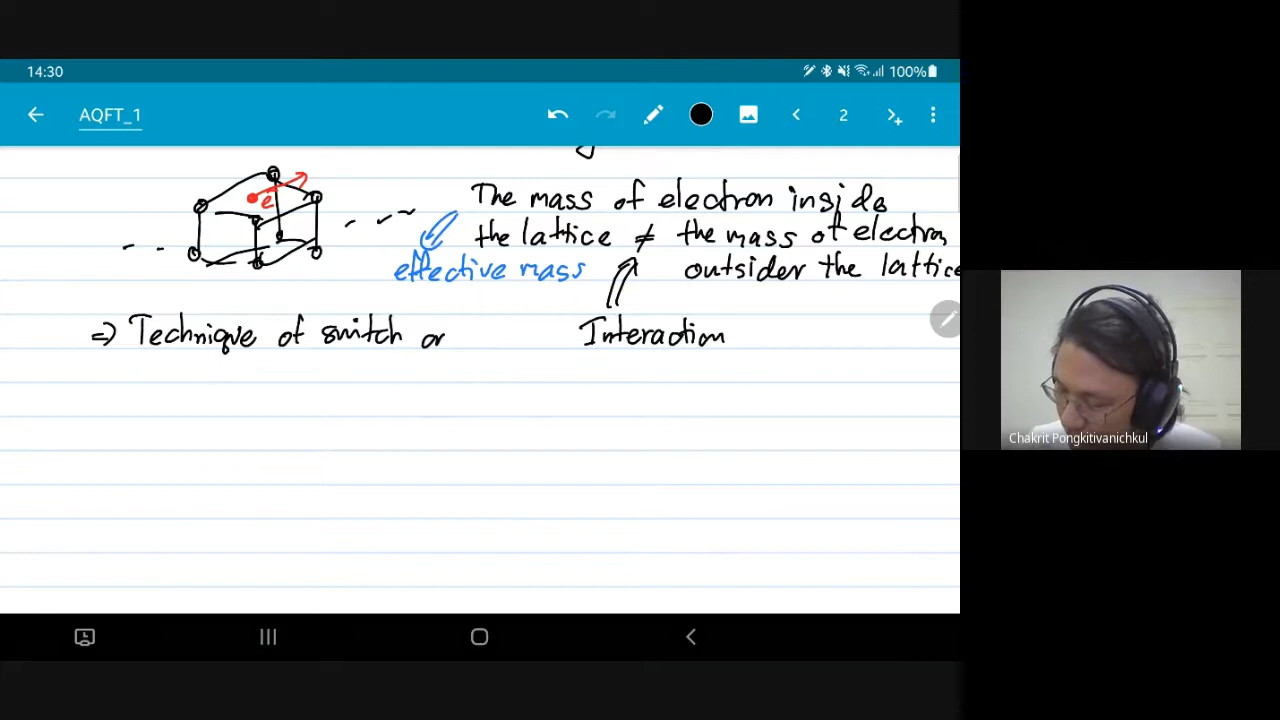 14:30
100%
AQFT_1
2
e
The mass of electron inside
the lattice ≠ the mass of electron
effective mass
outsider the lattice
⇒ Technique of switch or
Interaction
Chakrit Pongkitivanichkul